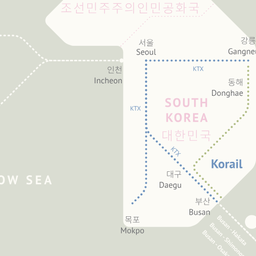 조선민주주의인민공화국
서울
Seoul
강릉
Gangneu
KTX
인천
Incheon
동해
Donghae
KTX
SOUTH
KOREA
대한민국
KTX
Korail
대구
Daegu
OW SEA
부산
Busan
목포
Mokpo